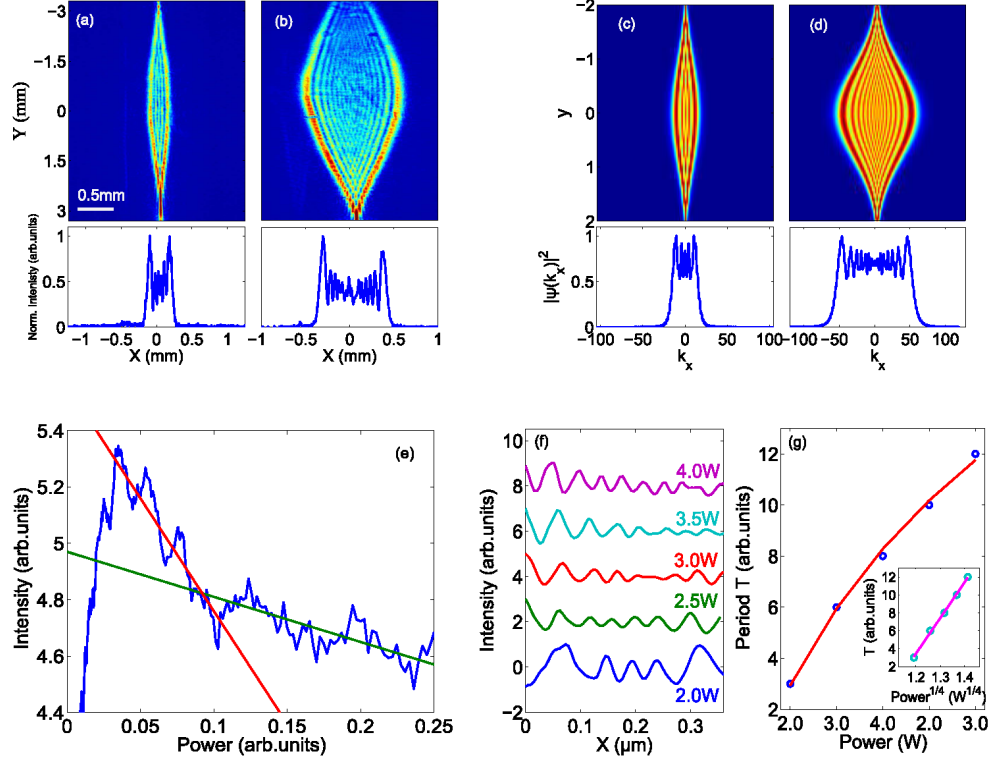 (a)
(b)
−3
−1.5
0
1.5
3
Y (mm)
0.5mm
Norm. Intenisty (arb.units)
1
0.5
0
−1 −0.5 0 0.5 1
X (mm)
−1 −0.5 0 0.5 1
X (mm)
(c)
(d)
−2
−1
0
1
2
y
|ψ(kx)|²
1
0.5
0
−100 −50 0 50 100
kx
−100 −50 0 50 100
kx
(e)
5.4
5.2
5
4.8
4.6
4.4
Intensity (arb.units)
0 0.05 0.1 0.15 0.2 0.25
Power (arb.units)
(f)
10
8
6
4
2
0
−2
Intensity (arb.units)
4.0W
3.5W
3.0W
2.5W
2.0W
0 0.1 0.2 0.3
X (μm)
(g)
14
12
10
8
6
3
2
Period T (arb.units)
2.0 3.0 4.0 2.0 3.0
Power (W)
12
10
8
6
4
2
T (arb.units)
1.2 1.3 1.4
Power^1/4 (W^1/4)